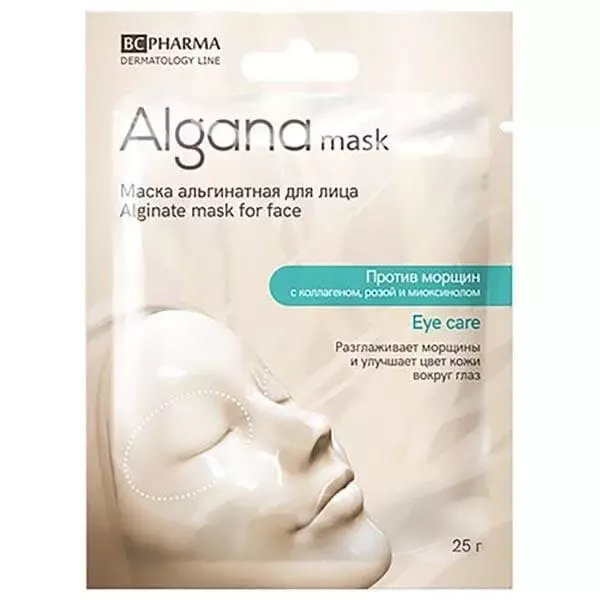 BC PHARMA
DERMATOLOGY LINE
Algana mask
Маска альгинатная для лица
Alginate mask for face
Против морщин
с коллагеном, розой и миоксинолом
Eye care
Разглаживает морщины
и улучшает цвет кожи
вокруг глаз
25 г